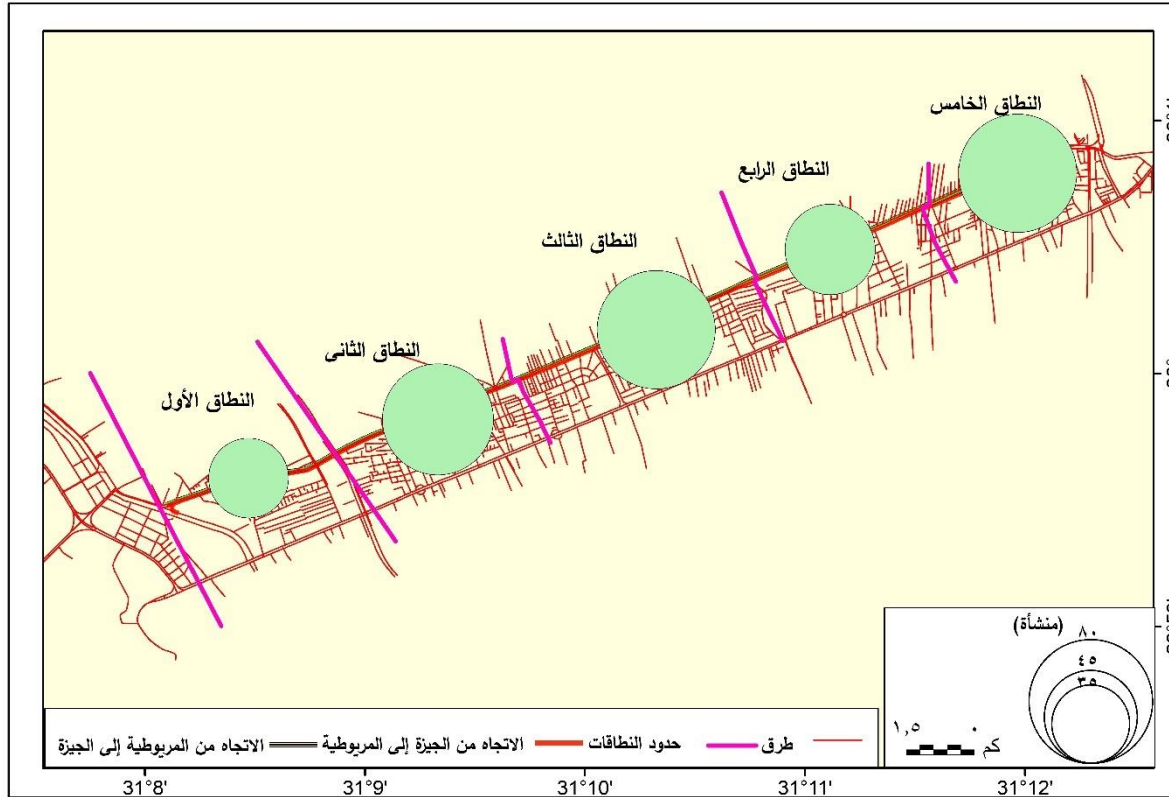 النطاق الخامس
النطاق الرابع
النطاق الثالث
النطاق الثانى
النطاق الأول
(منشأة)
٨٠
٤٥
٣٥
١,٥ ٠
كم
طرق حدود النطاقات الاتجاه من الجيزة إلى المريوطية الاتجاه من المريوطية إلى الجيزة
31°8' 31°9' 31°10' 31°11' 31°12'